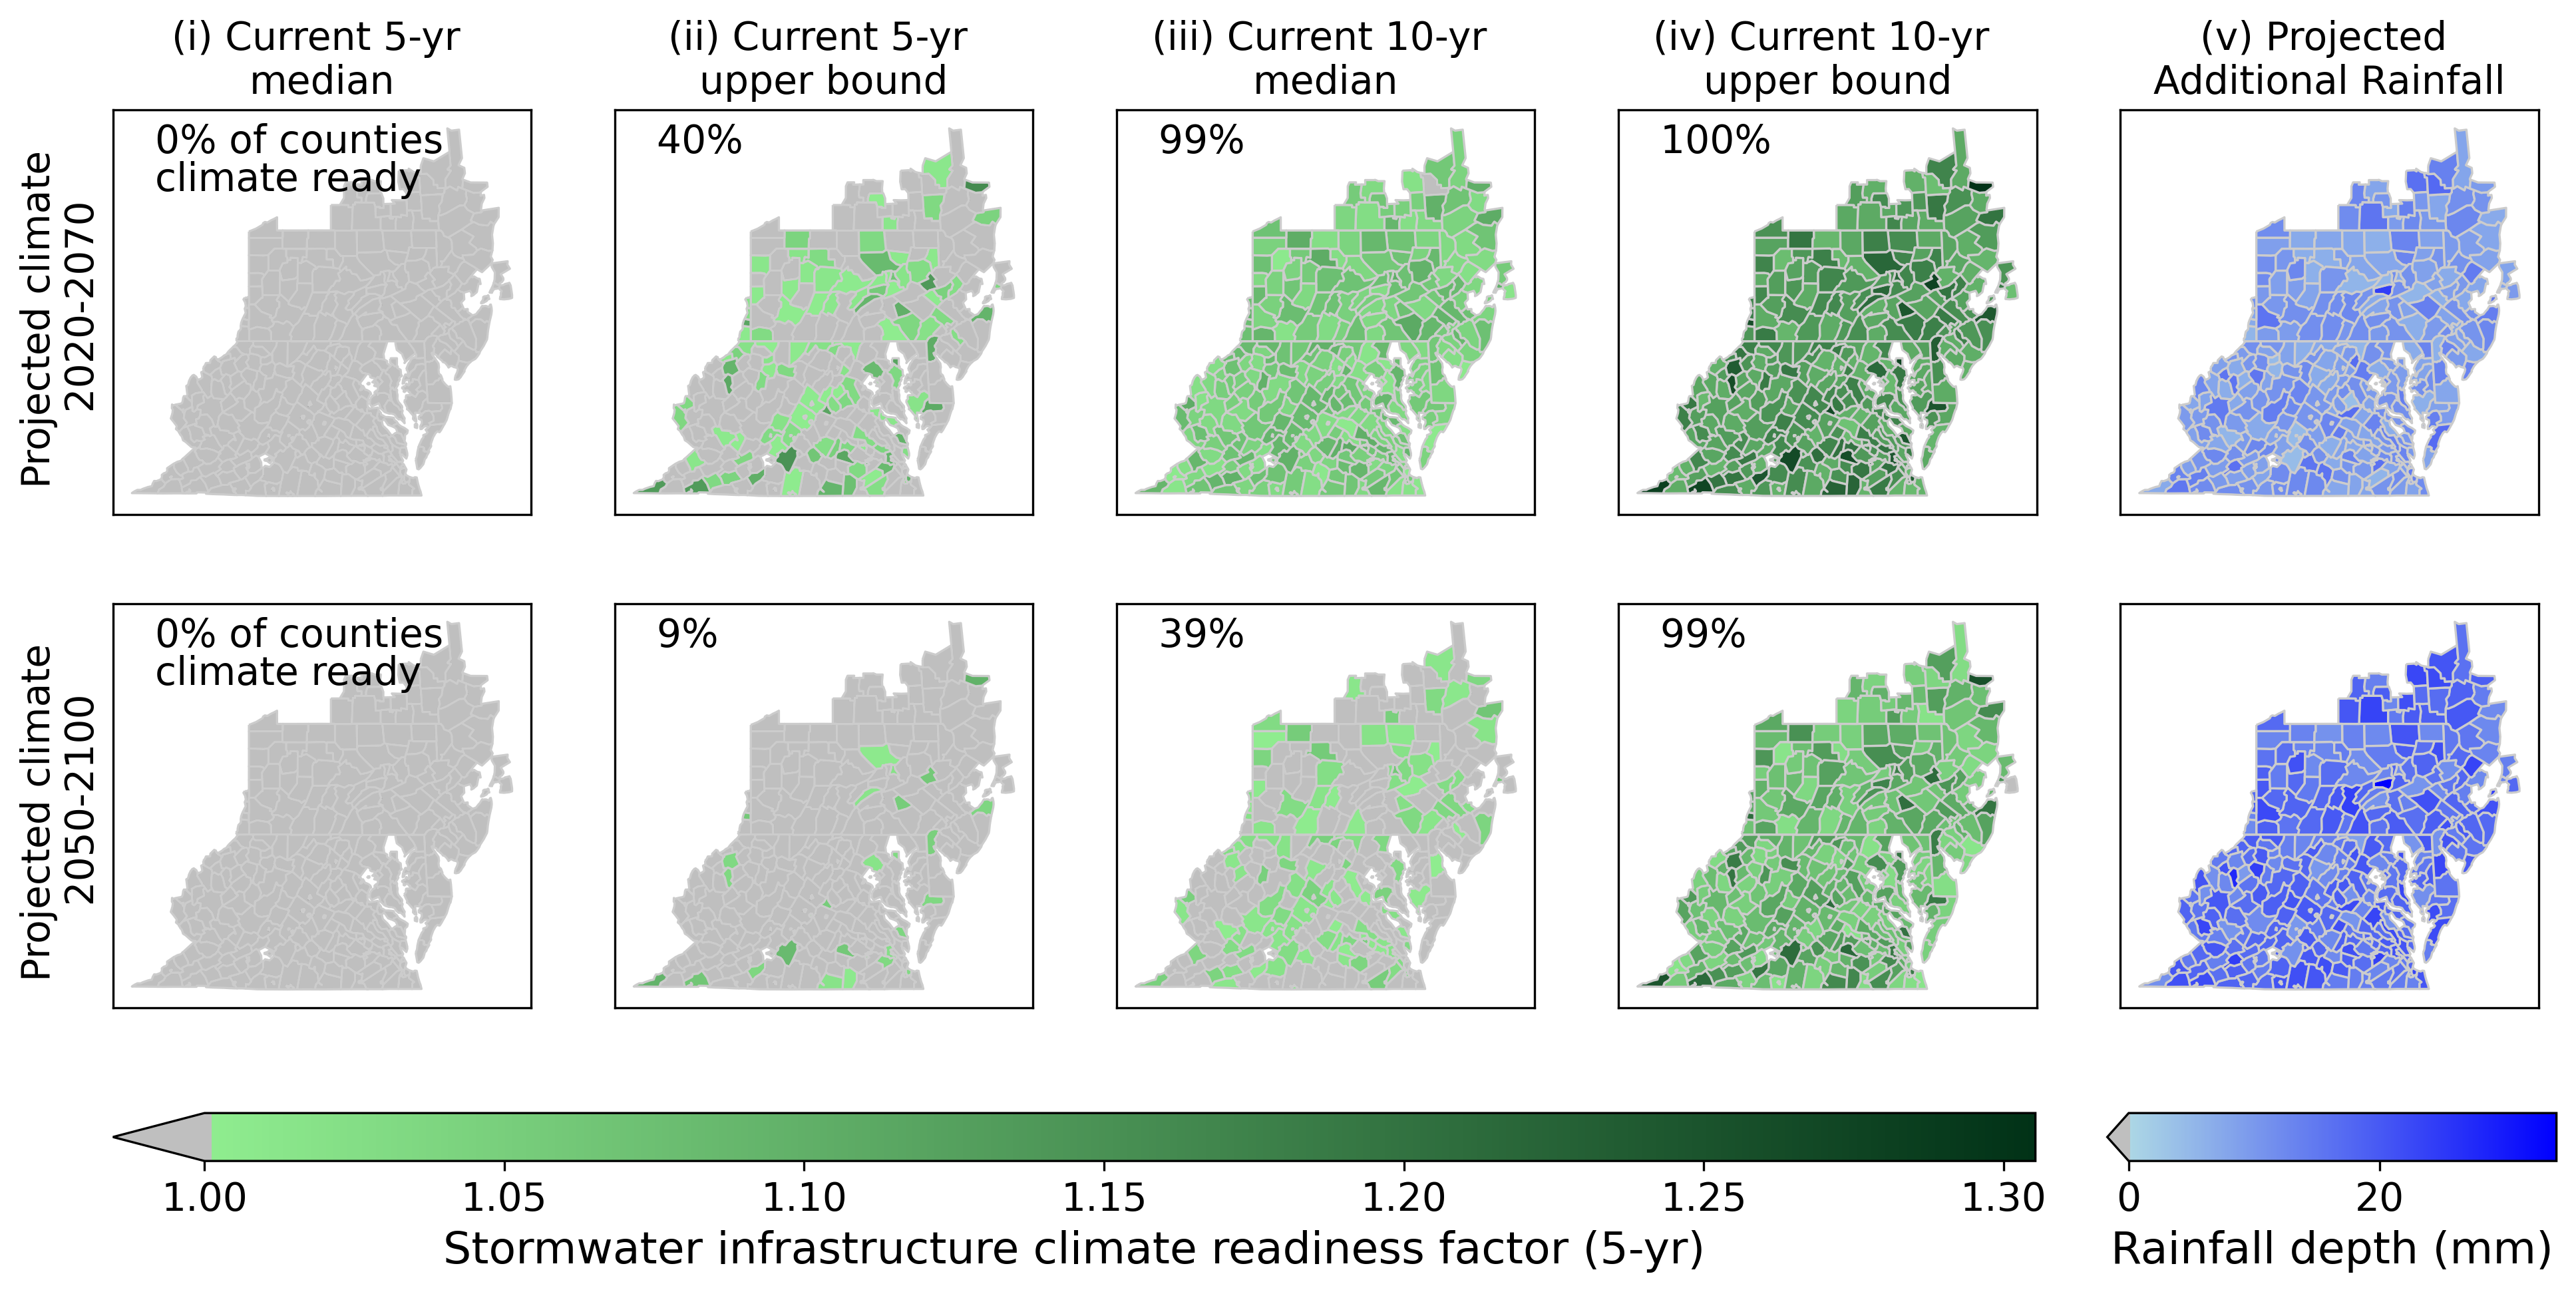 (i) Current 5-yr
median
(ii) Current 5-yr
upper bound
(iii) Current 10-yr
median
(iv) Current 10-yr
upper bound
(v) Projected
Additional Rainfall
Projected climate
2020-2070
0% of counties
climate ready
40%
99%
100%
Projected climate
2050-2100
0% of counties
climate ready
9%
39%
99%
1.00 1.05 1.10 1.15 1.20 1.25 1.30
Stormwater infrastructure climate readiness factor (5-yr)
0 20
Rainfall depth (mm)